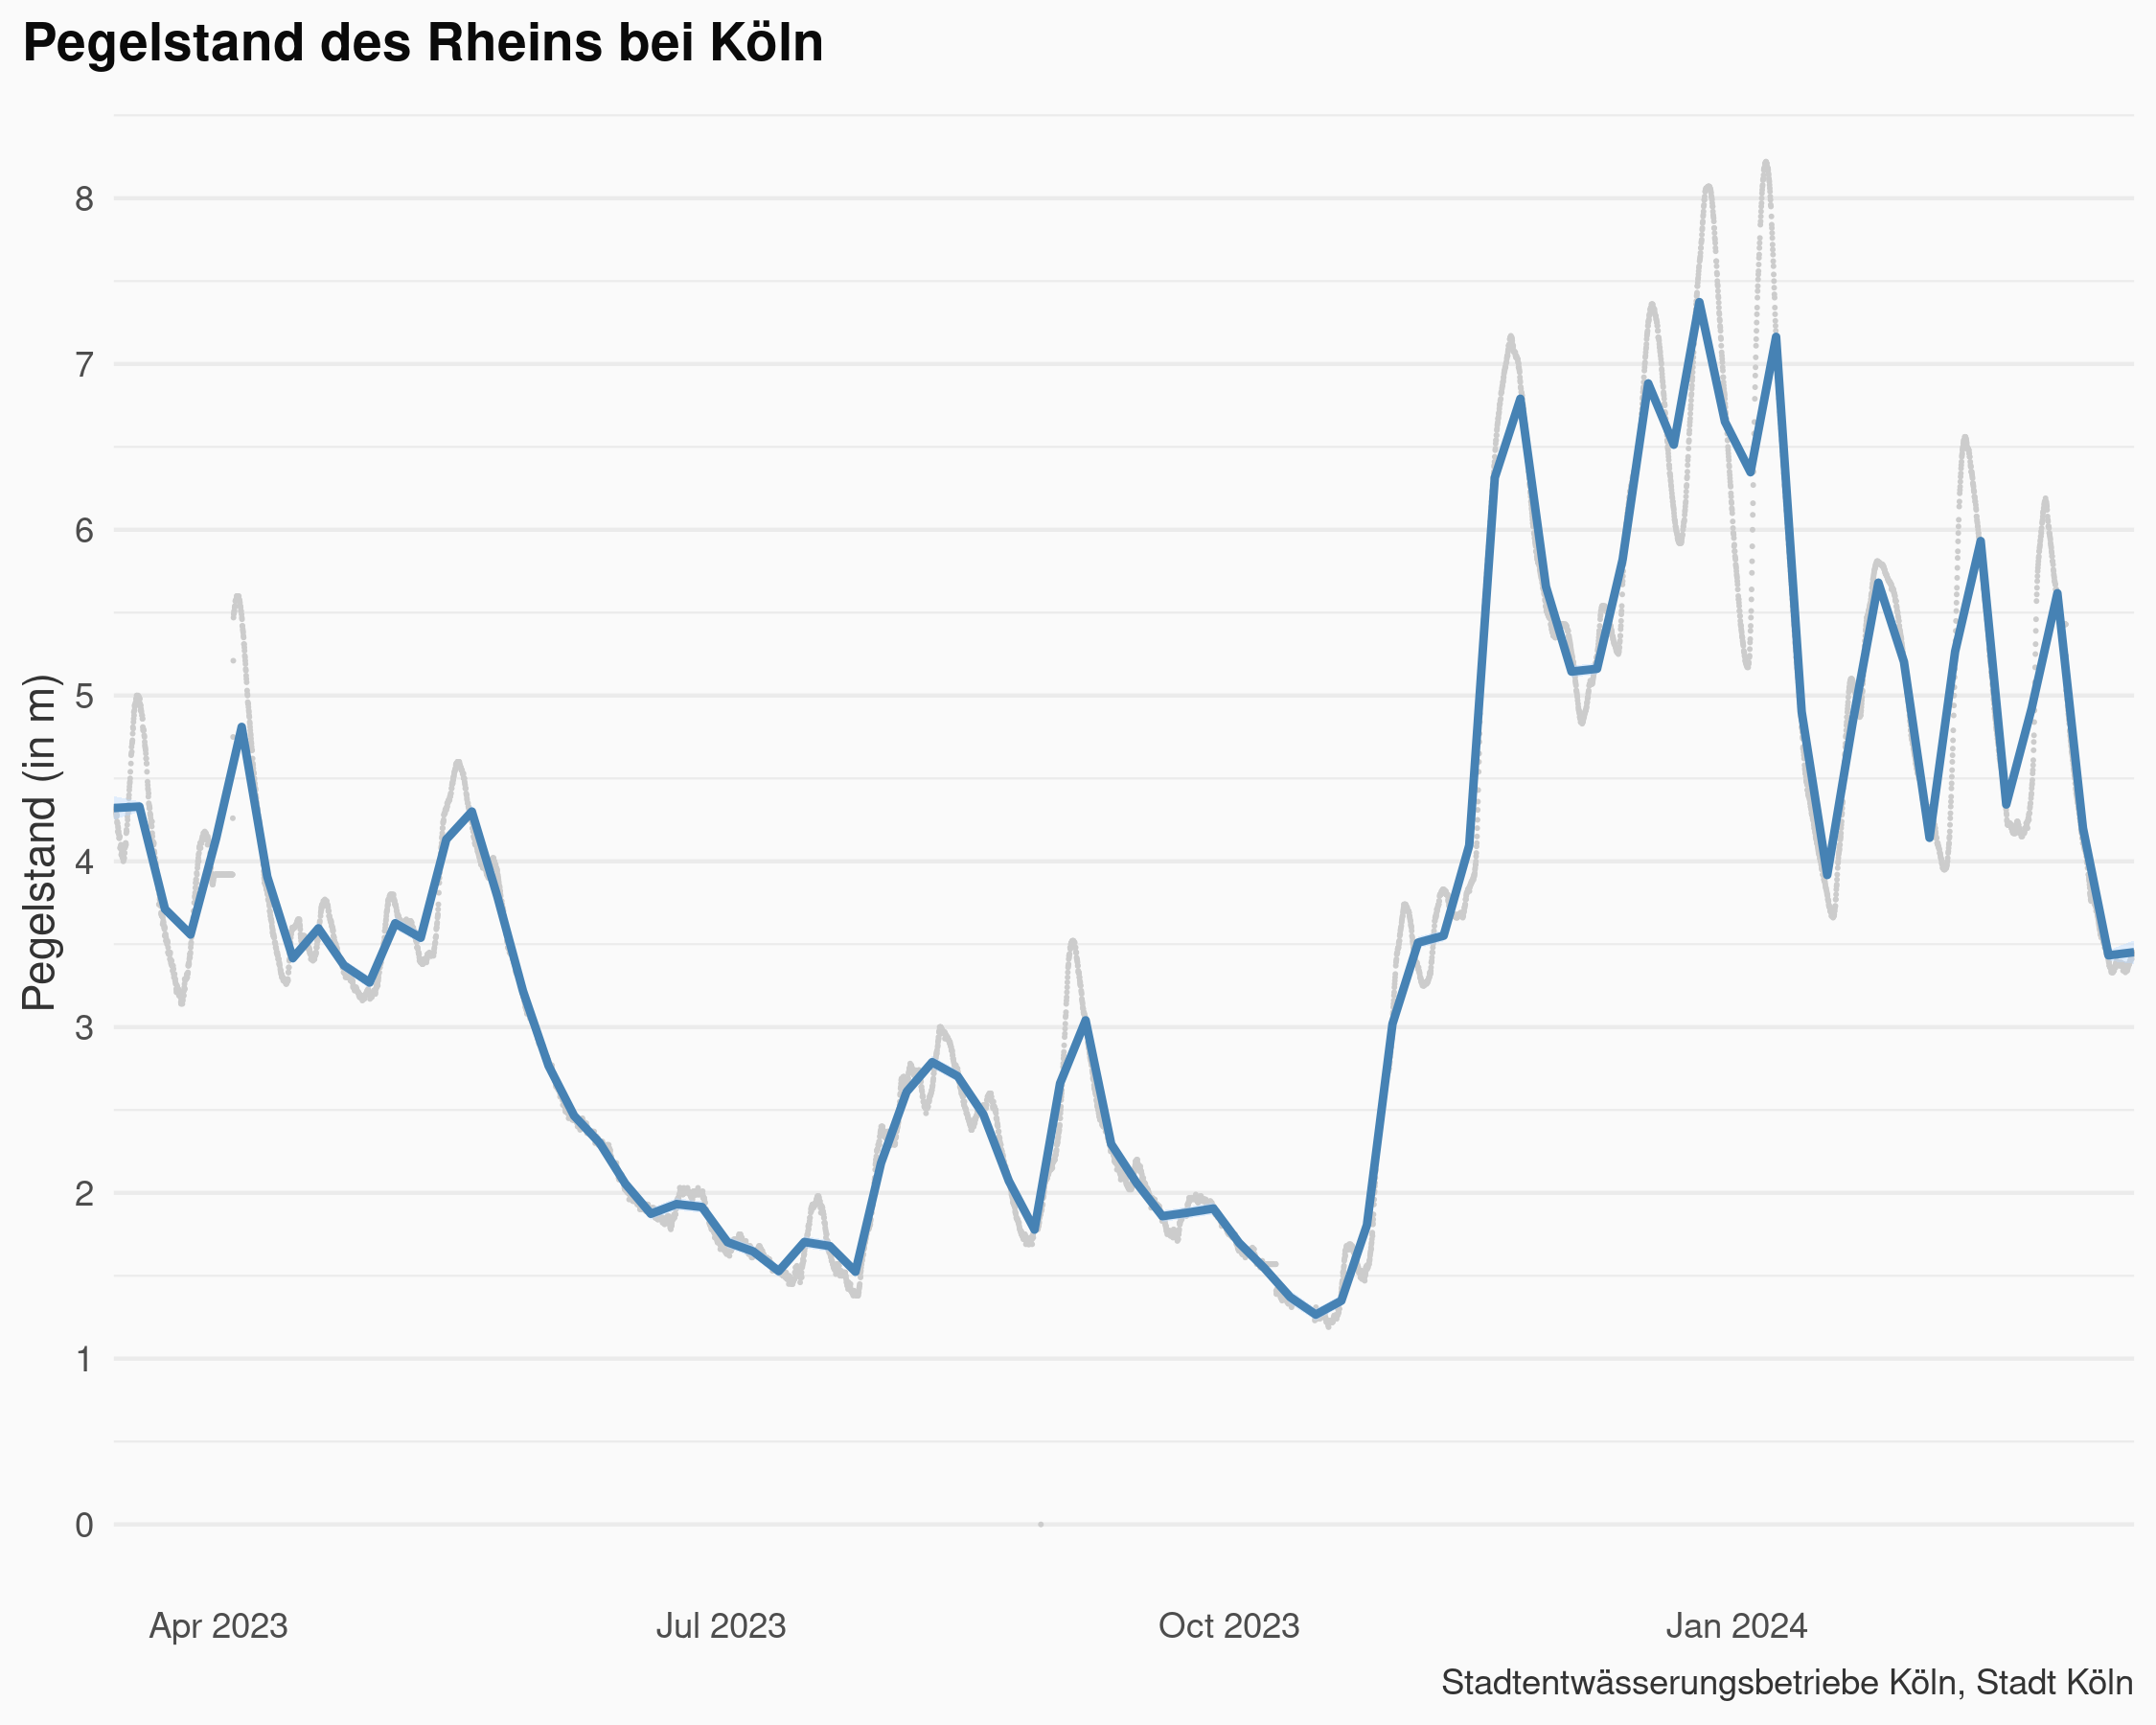 Pegelstand des Rheins bei Köln
Pegelstand (in m)
8
7
6
5
4
3
2
1
0
Apr 2023
Jul 2023
Oct 2023
Jan 2024
Stadtentwässerungsbetriebe Köln, Stadt Köln